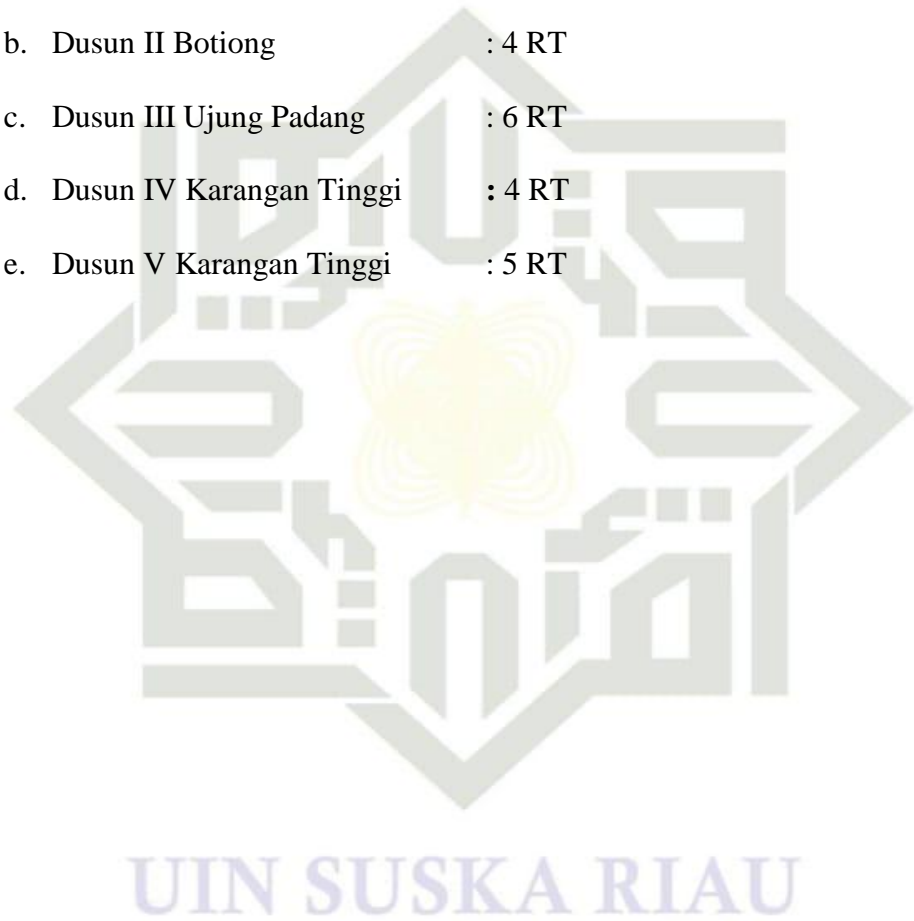 b. Dusun II Botiong : 4 RT
c. Dusun III Ujung Padang : 6 RT
d. Dusun IV Karangan Tinggi : 4 RT
e. Dusun V Karangan Tinggi : 5 RT
UIN SUSKA RIAU